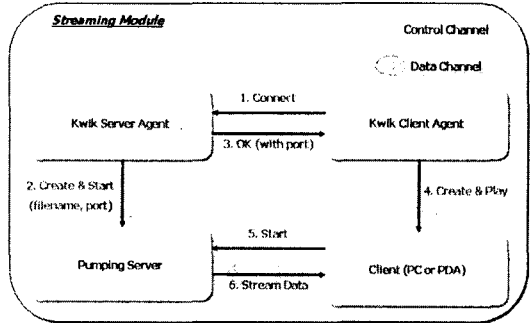 Streaming Module
Control Channel
Data Channel
1. Connect
Kwik Server Agent
Kwik Client Agent
3. OK (with port)
2. Create & Start
(filename, port)
4. Create & Play
5. Start
Pumping Server
Client (PC or PDA)
6. Stream Data